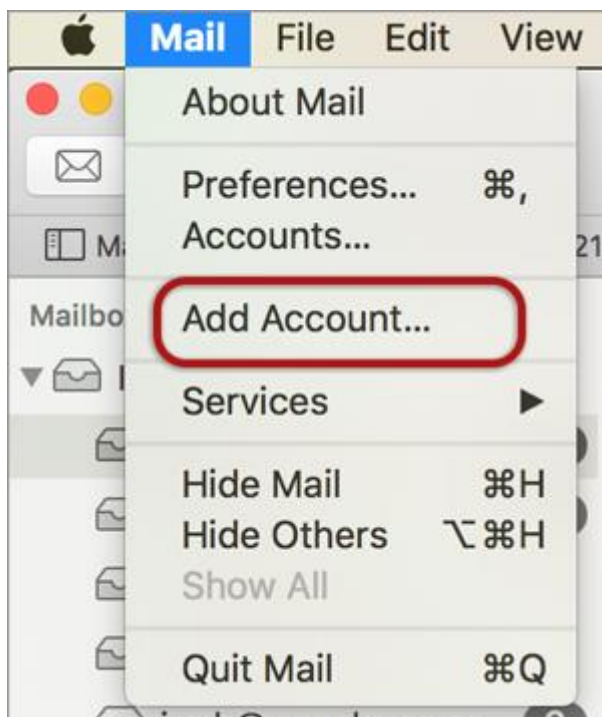 Mail File Edit View
About Mail
Preferences... ⌘,
Accounts...
21
Mailbo
Add Account...
Services ▶
Hide Mail ⌘H
Hide Others ⌥⌘H
Show All
Quit Mail ⌘Q